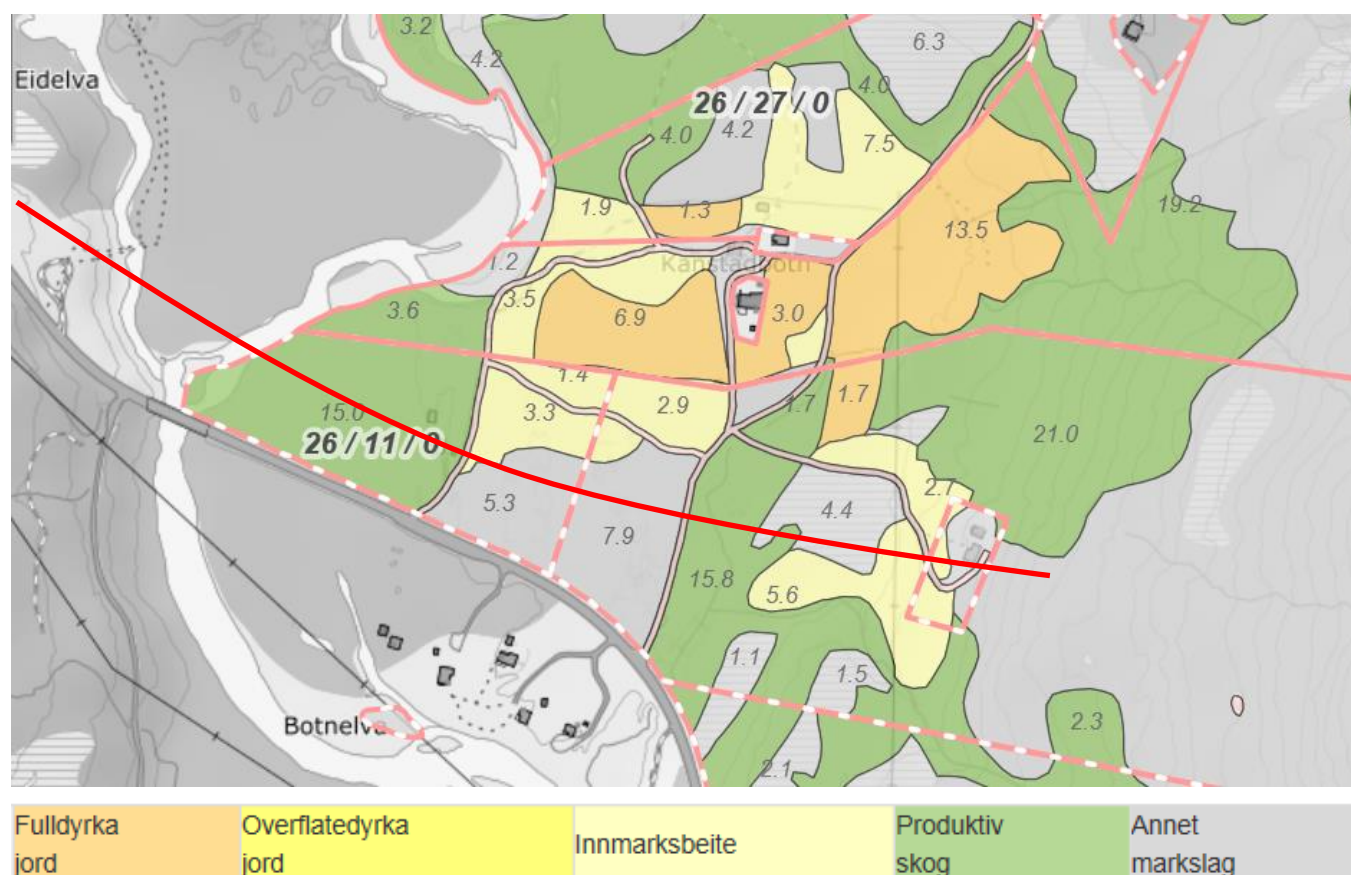 3.2
6.3
4.2
Eidelva
4.0
26 / 27 / 0
4.0
4.2
7.5
1.9
1.3
19.2
13.5
1.2
Kanstadbotn
3.5
3.6
6.9
3.0
1.4
15.0
3.3
2.9
1.7
1.7
26 / 11 / 0
21.0
2.7
5.3
4.4
7.9
15.8
5.6
1.1
1.5
Botnelva
2.3
2.1
Fulldyrka
jord
Overflatedyrka
jord
Innmarksbeite
Produktiv
skog
Annet
markslag